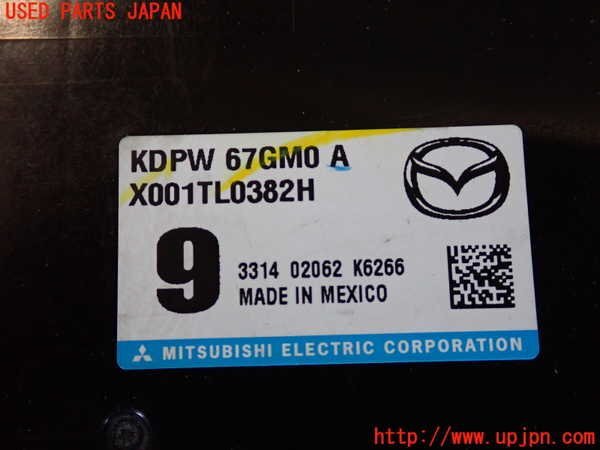 USED PARTS JAPAN
KDPW 67GM0 A
X001TL0382H
9
3314 02062 K6266
MADE IN MEXICO
MITSUBISHI ELECTRIC CORPORATION
UPJ
http://www.upjpn.com/